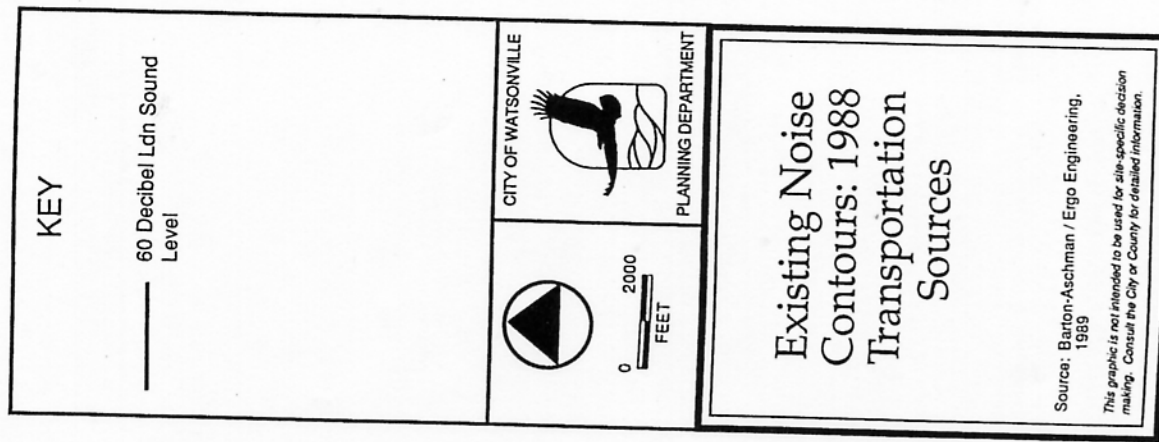 KEY
60 Decibel Ldn Sound
Level
CITY OF WATSONVILLE
PLANNING DEPARTMENT
0 2000
FEET
Existing Noise
Contours: 1988
Transportation
Sources
Source: Barton-Aschman / Ergo Engineering,
1989
This graphic is not intended to be used for site-specific decision
making. Consult the City or County for detailed information.